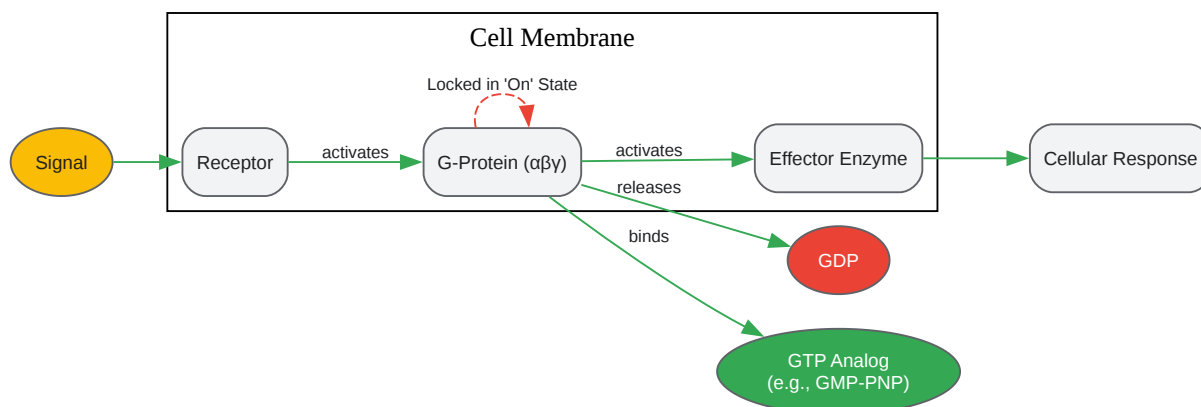 Cell Membrane
Locked in 'On' State
Signal
Receptor
activates
G-Protein (αβγ)
activates
Effector Enzyme
Cellular Response
releases
binds
GDP
GTP Analog
(e.g., GMP-PNP)